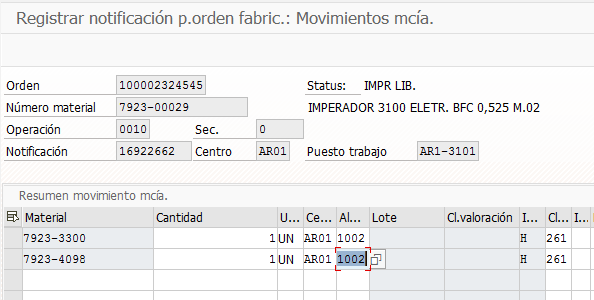 Registrar notificación p.orden fabric.: Movimientos mcía.
Orden 100002324545 Status: IMPR LIB.
Número material 7923-00029 IMPERADOR 3100 ELETR. BFC 0,525 M.02
Operación 0010 Sec. 0
Notificación 16922662 Centro AR01 Puesto trabajo AR1-3101
Resumen movimiento mcía.
Material Cantidad U... Ce... Al... Lote Cl.valoración I... Cl... I...
7923-3300 1 UN AR01 1002 H 261
7923-4098 1 UN AR01 1002 H 261